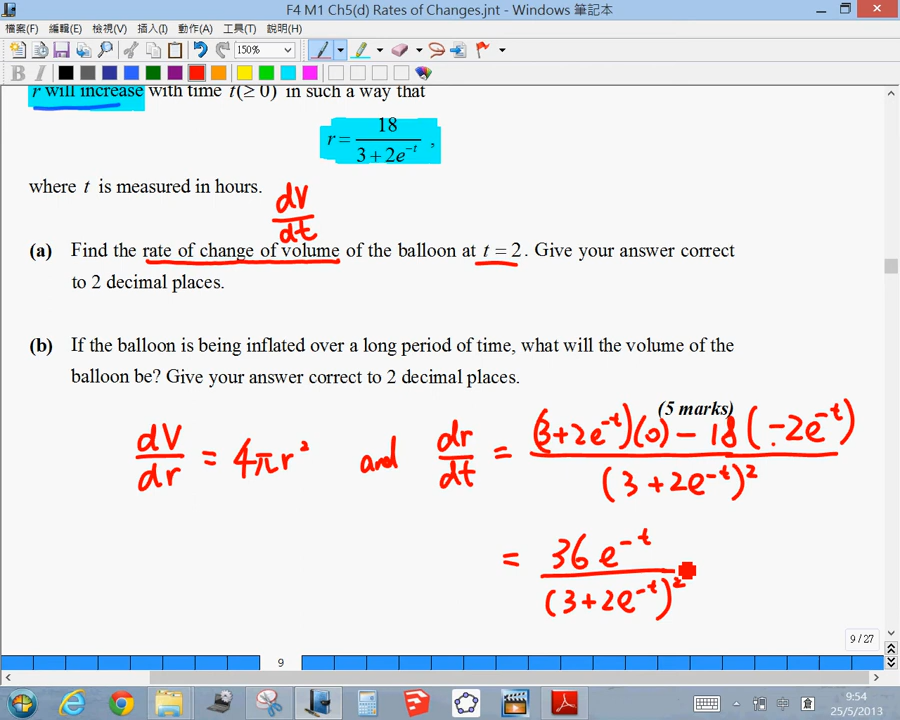 F4 M1 Ch5(d) Rates of Changes.jnt - Windows 筆記本
檔案(F) 編輯(E) 檢視(V) 插入(I) 動作(A) 工具(T) 說明(H)
150%
B I
r will increase with time t(≥ 0) in such a way that
r = 18 / (3 + 2e^{-t}) ,
where t is measured in hours.
dV/dt
(a) Find the rate of change of volume of the balloon at t = 2. Give your answer correct
to 2 decimal places.
(b) If the balloon is being inflated over a long period of time, what will the volume of the
balloon be? Give your answer correct to 2 decimal places.
(5 marks)
dV/dr = 4πr² and dr/dt = ((3+2e^{-t})(0) - 18(-2e^{-t})) / (3+2e^{-t})²
= 36e^{-t} / (3+2e^{-t})²
9 / 27
9
9:54
25/5/2013